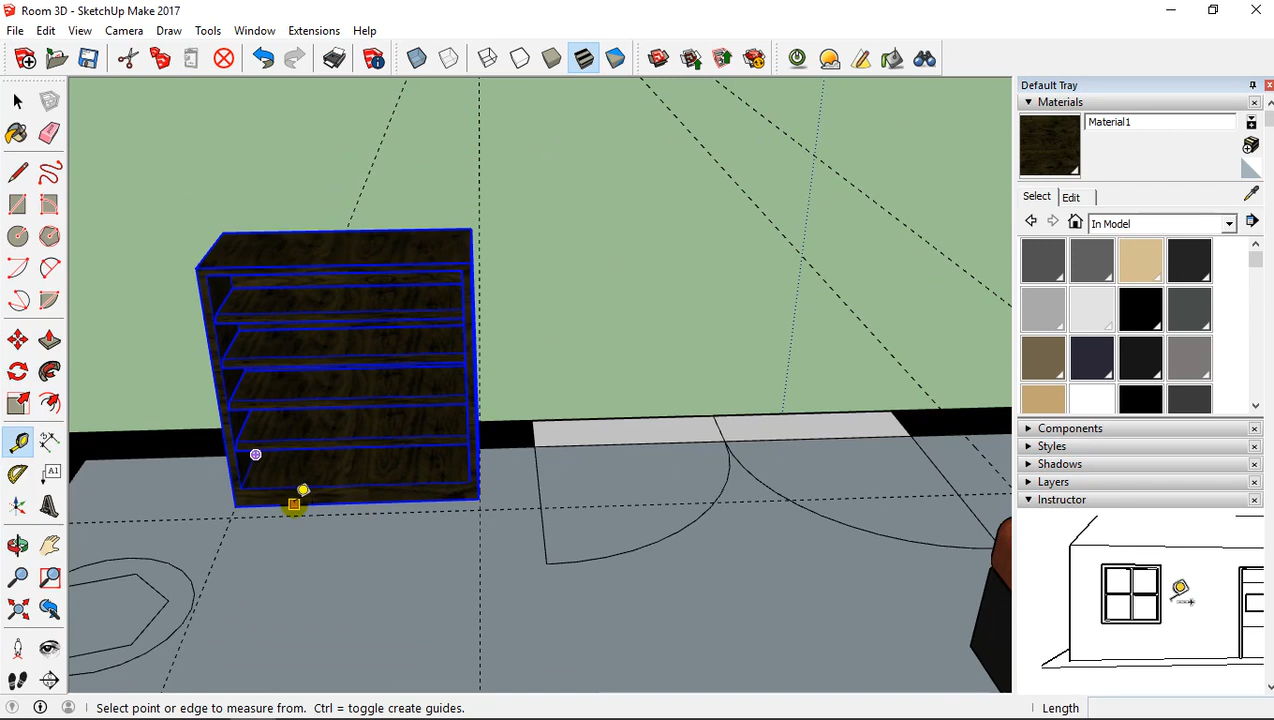 Room 3D - SketchUp Make 2017
File Edit View Camera Draw Tools Window Extensions Help
Default Tray
Materials
Material1
Select Edit
In Model
A1
Components
Styles
Shadows
Layers
Instructor
Select point or edge to measure from. Ctrl = toggle create guides.
Length